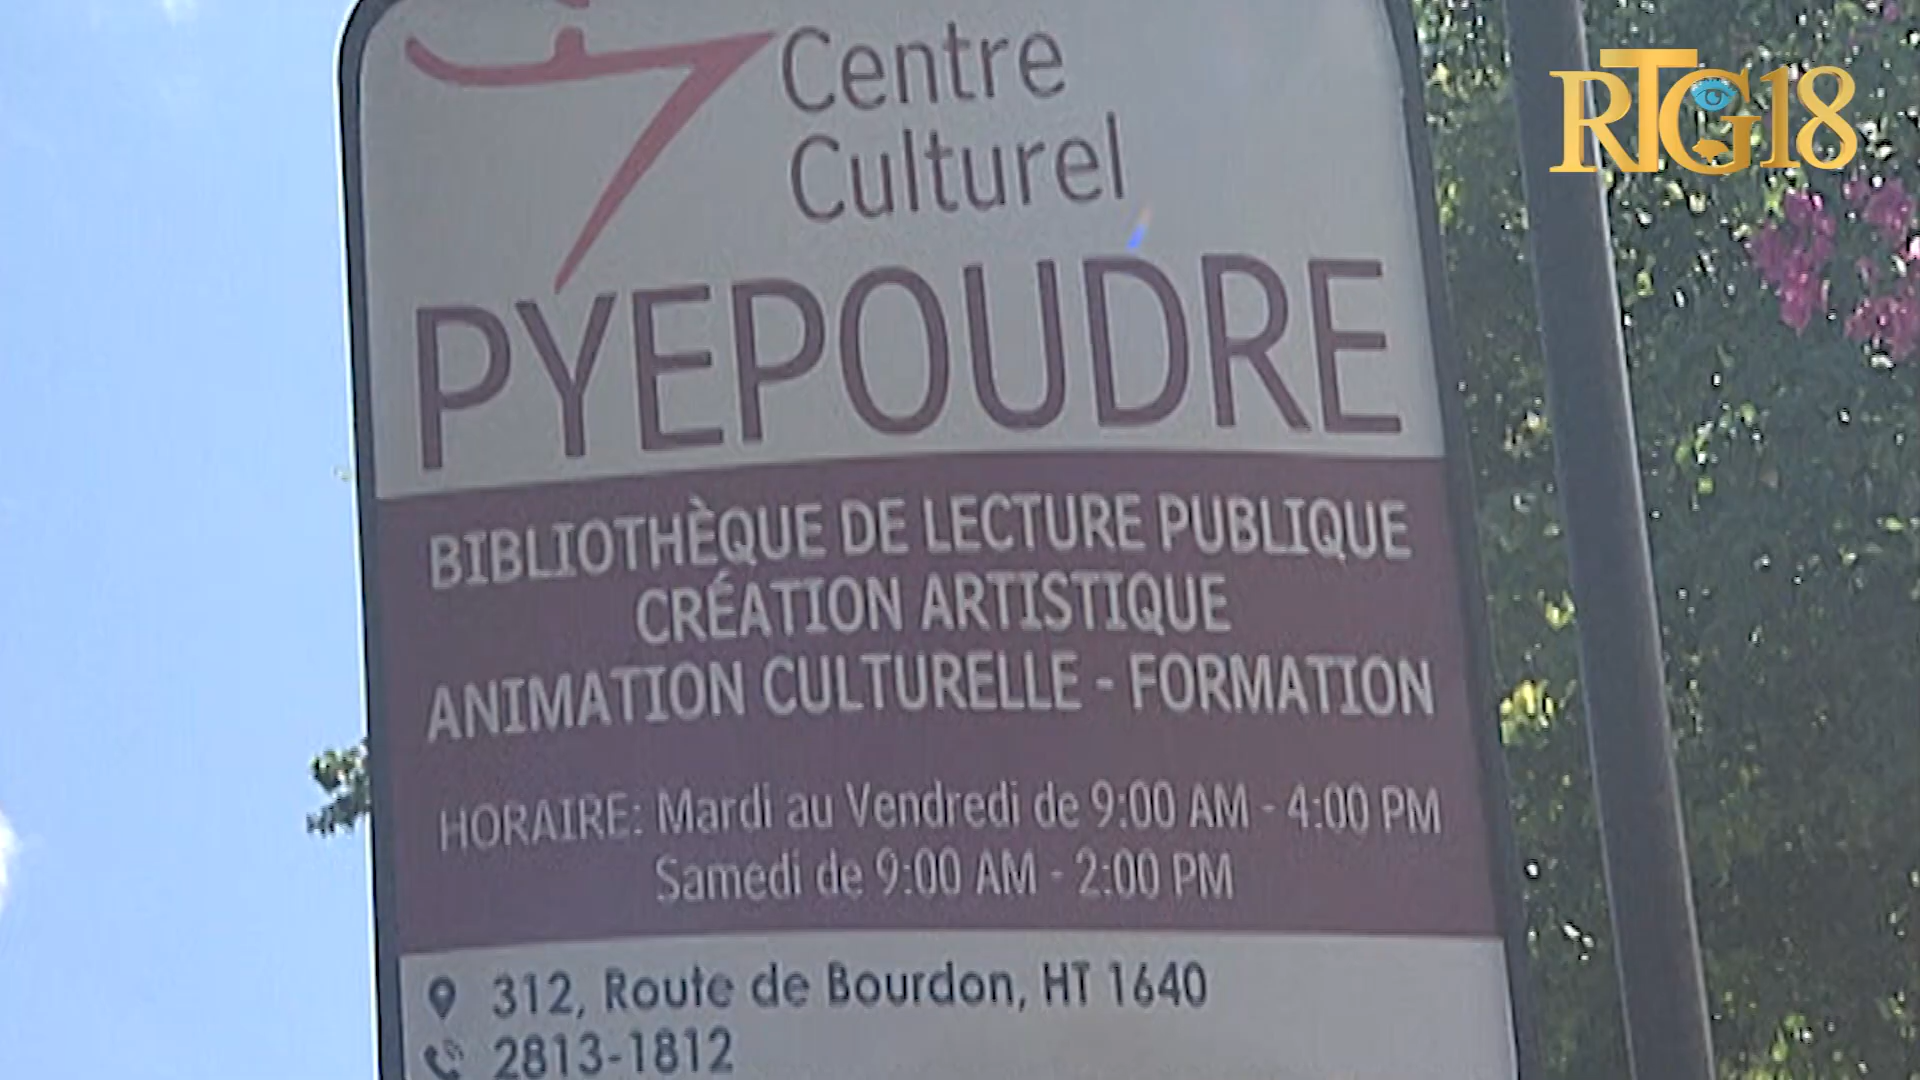 RTG18
Centre
Culturel
PYEPOUDRE
BIBLIOTHÈQUE DE LECTURE PUBLIQUE
CRÉATION ARTISTIQUE
ANIMATION CULTURELLE - FORMATION
HORAIRE: Mardi au Vendredi de 9:00 AM - 4:00 PM
Samedi de 9:00 AM - 2:00 PM
312, Route de Bourdon, HT 1640
2813-1812